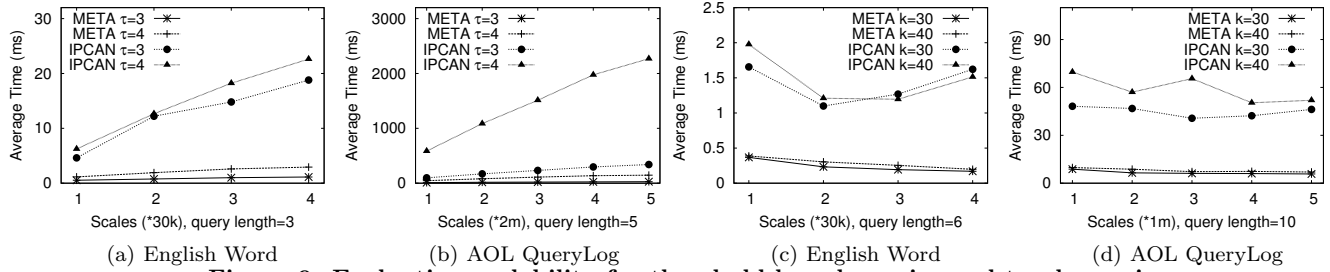 30
20
10
0
Average Time (ms)
META τ=3
META τ=4
IPCAN τ=3
IPCAN τ=4
1 2 3 4
Scales (*30k), query length=3
(a) English Word
3000
2000
1000
0
Average Time (ms)
META τ=3
META τ=4
IPCAN τ=3
IPCAN τ=4
1 2 3 4 5
Scales (*2m), query length=5
(b) AOL QueryLog
2.5
2
1.5
1
0.5
0
Average Time (ms)
META k=30
META k=40
IPCAN k=30
IPCAN k=40
1 2 3 4
Scales (*30k), query length=6
(c) English Word
90
60
30
0
Average Time (ms)
META k=30
META k=40
IPCAN k=30
IPCAN k=40
1 2 3 4 5
Scales (*1m), query length=10
(d) AOL QueryLog